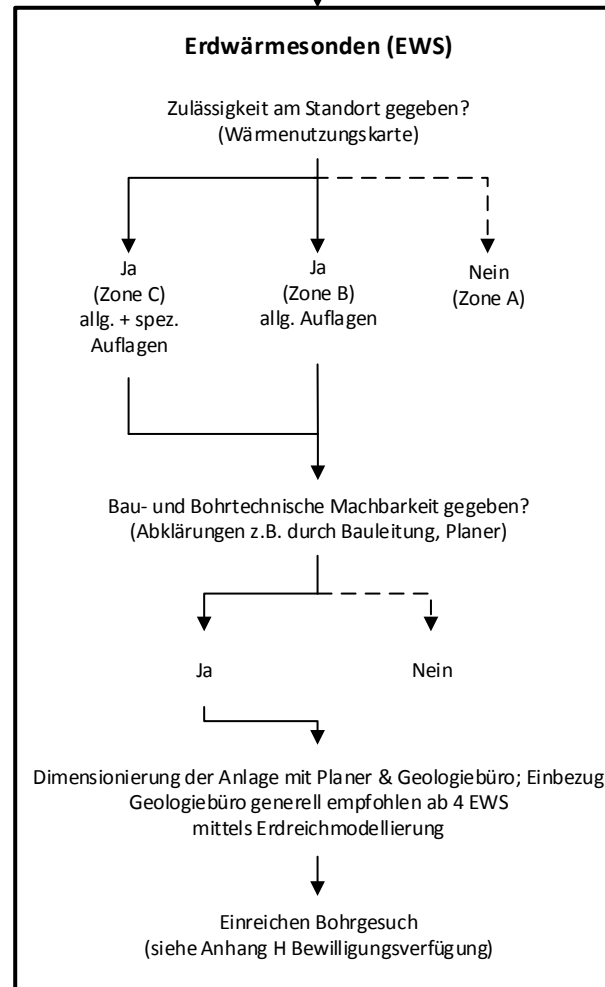 Erdwärmesonden (EWS)
Zulässigkeit am Standort gegeben?
(Wärmenutzungskarte)
Ja
(Zone C)
allg. + spez.
Auflagen
Ja
(Zone B)
allg. Auflagen
Nein
(Zone A)
Bau- und Bohrtechnische Machbarkeit gegeben?
(Abklärungen z.B. durch Bauleitung, Planer)
Ja
Nein
Dimensionierung der Anlage mit Planer & Geologiebüro; Einbezug
Geologiebüro generell empfohlen ab 4 EWS
mittels Erdreichmodellierung
Einreichen Bohrgesuch
(siehe Anhang H Bewilligungsverfügung)